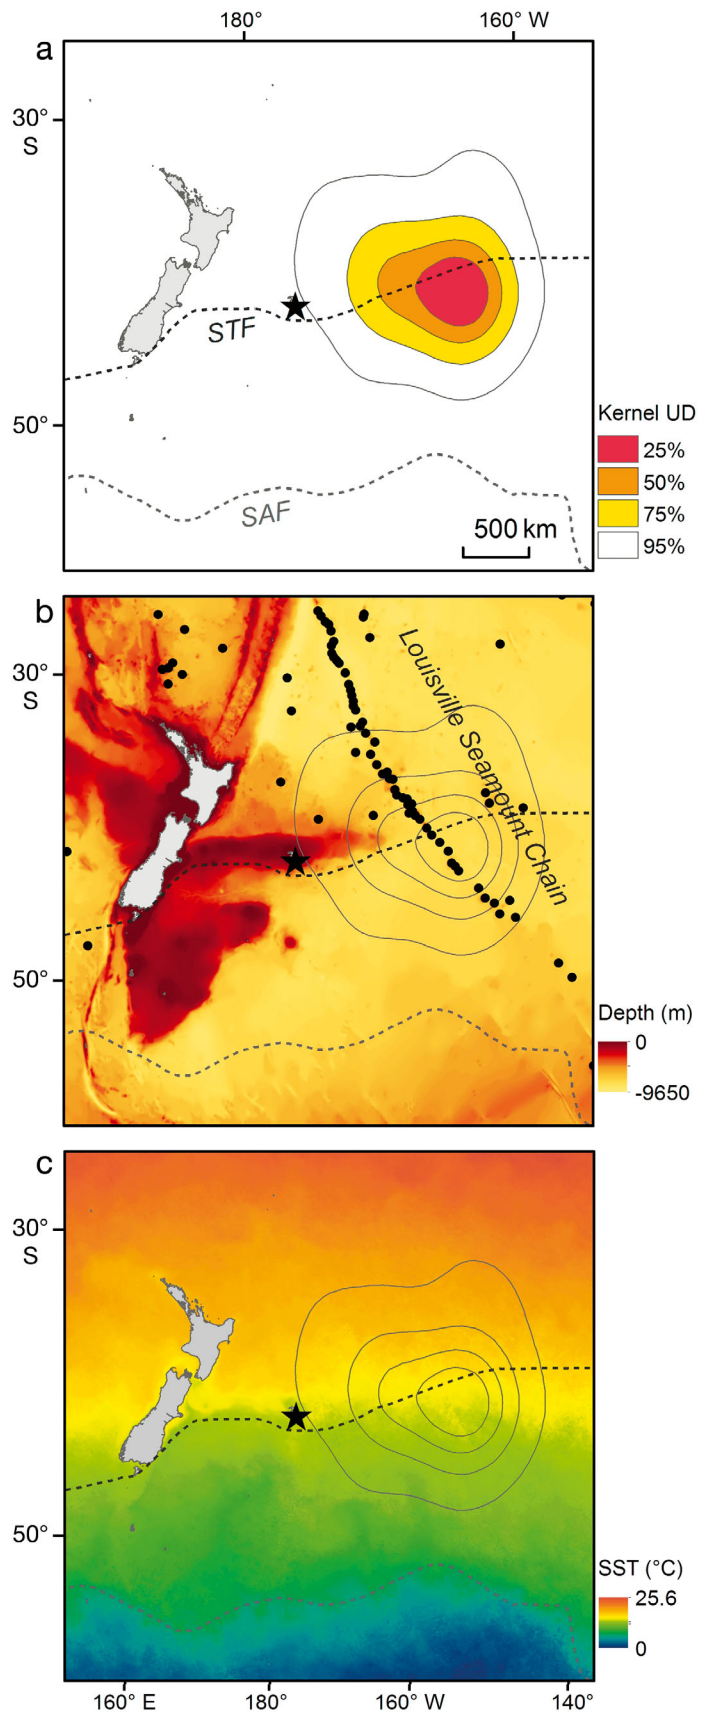 180°
160° W
a
30°
S
STF
50°
SAF
500 km
Kernel UD
25%
50%
75%
95%
b
30°
S
Louisville Seamount Chain
50°
Depth (m)
0
-9650
c
30°
S
50°
SST (°C)
25.6
0
160° E
180°
160° W
140°